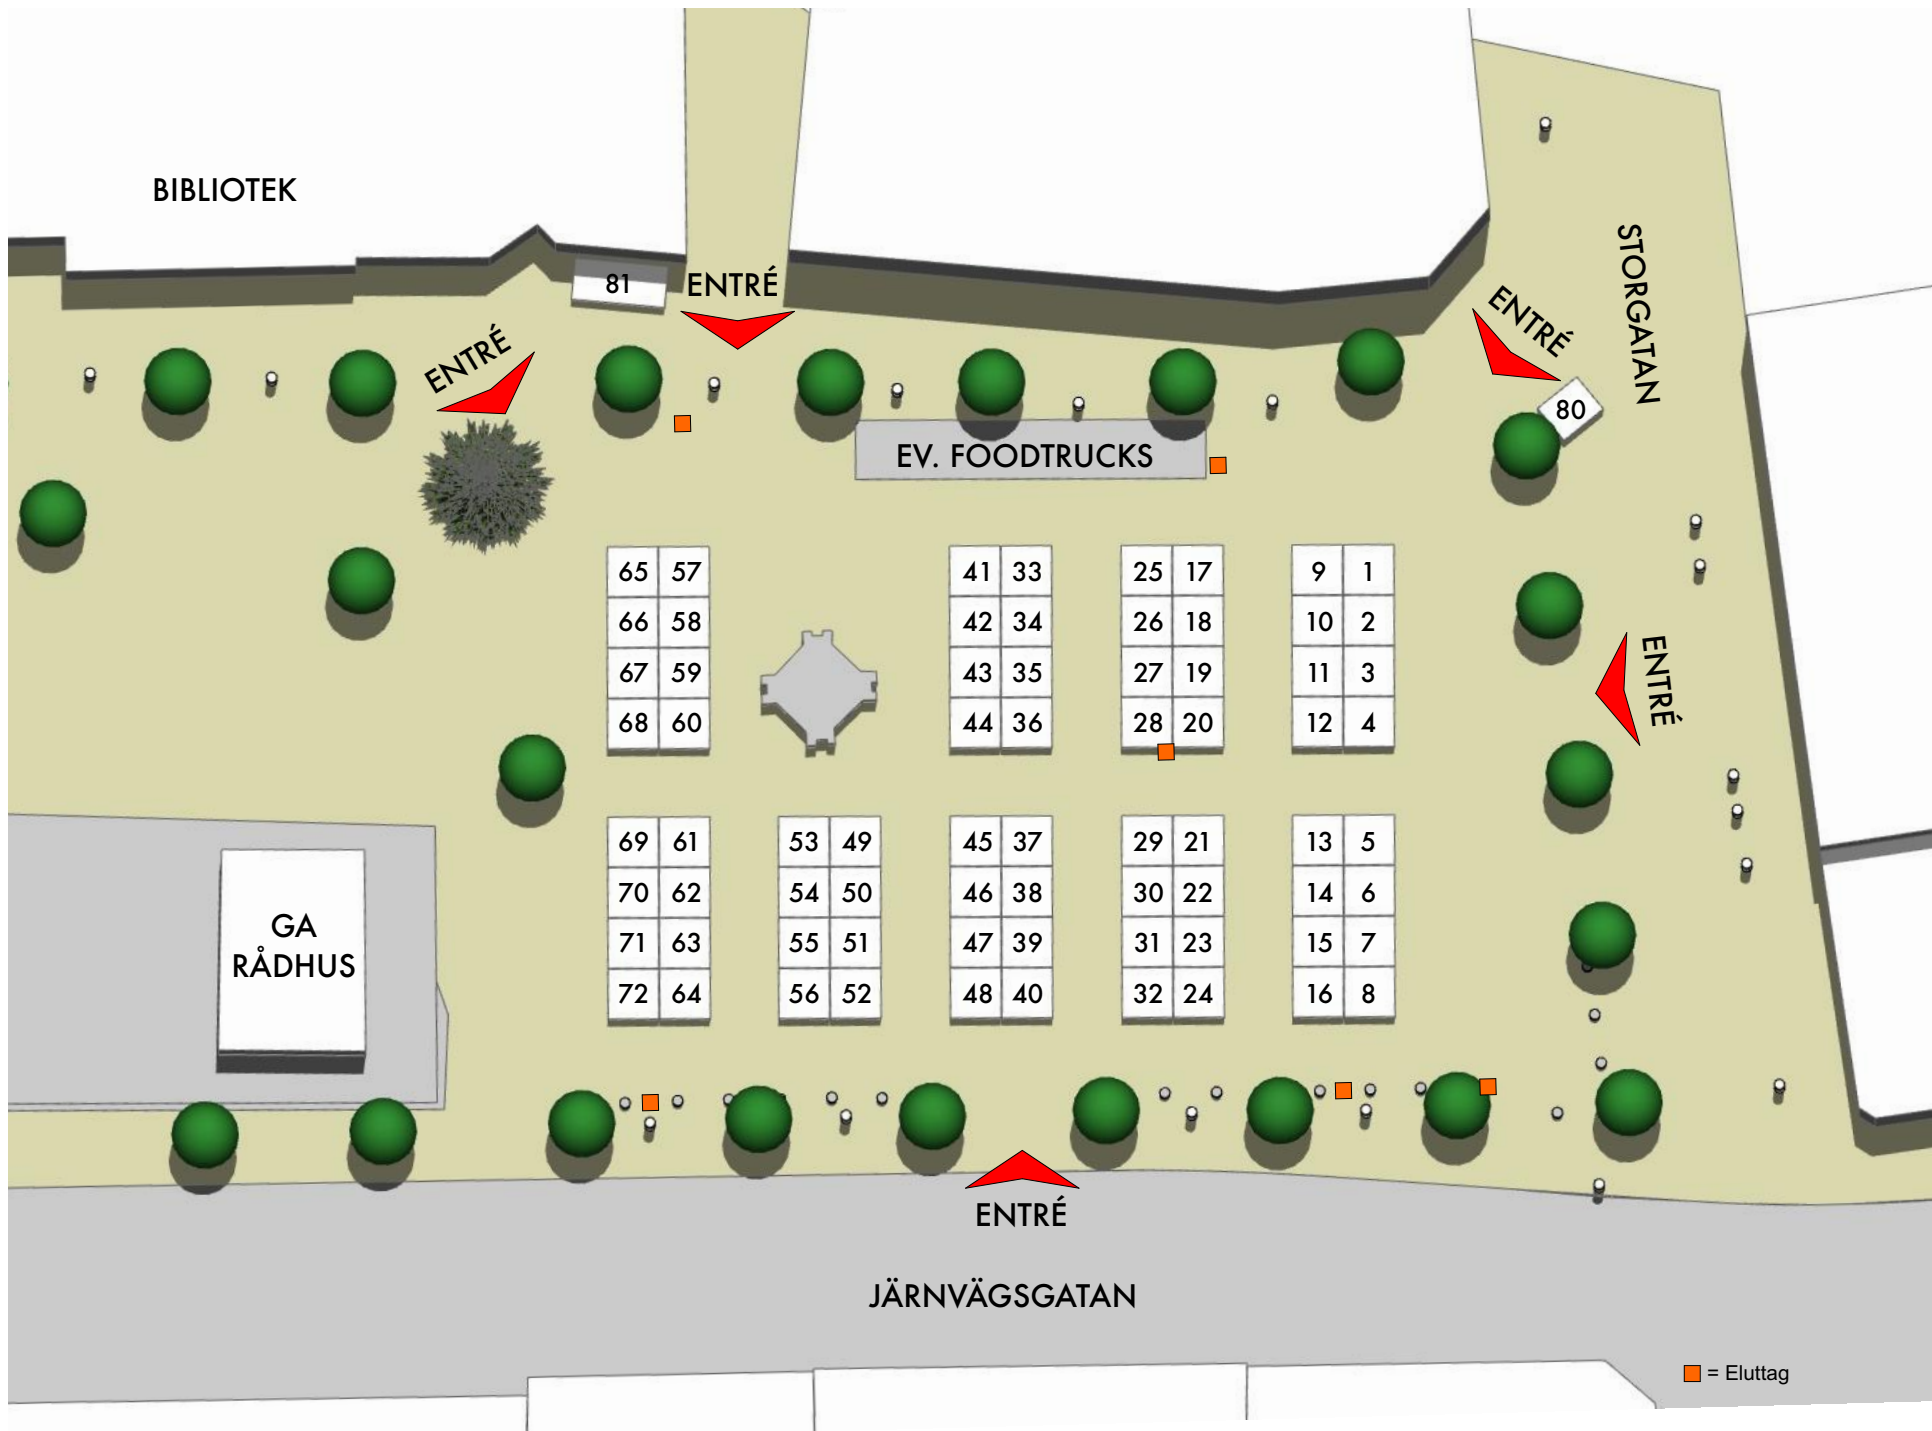 BIBLIOTEK
81
ENTRÉ
ENTRÉ
ENTRÉ
STORGATAN
80
EV. FOODTRUCKS
65 57 41 33 25 17 9 1
66 58 42 34 26 18 10 2
67 59 43 35 27 19 11 3
68 60 44 36 28 20 12 4
ENTRÉ
69 61 53 49 45 37 29 21 13 5
70 62 54 50 46 38 30 22 14 6
71 63 55 51 47 39 31 23 15 7
72 64 56 52 48 40 32 24 16 8
GA
RÅDHUS
ENTRÉ
JÄRNVÄGSGATAN
= Eluttag